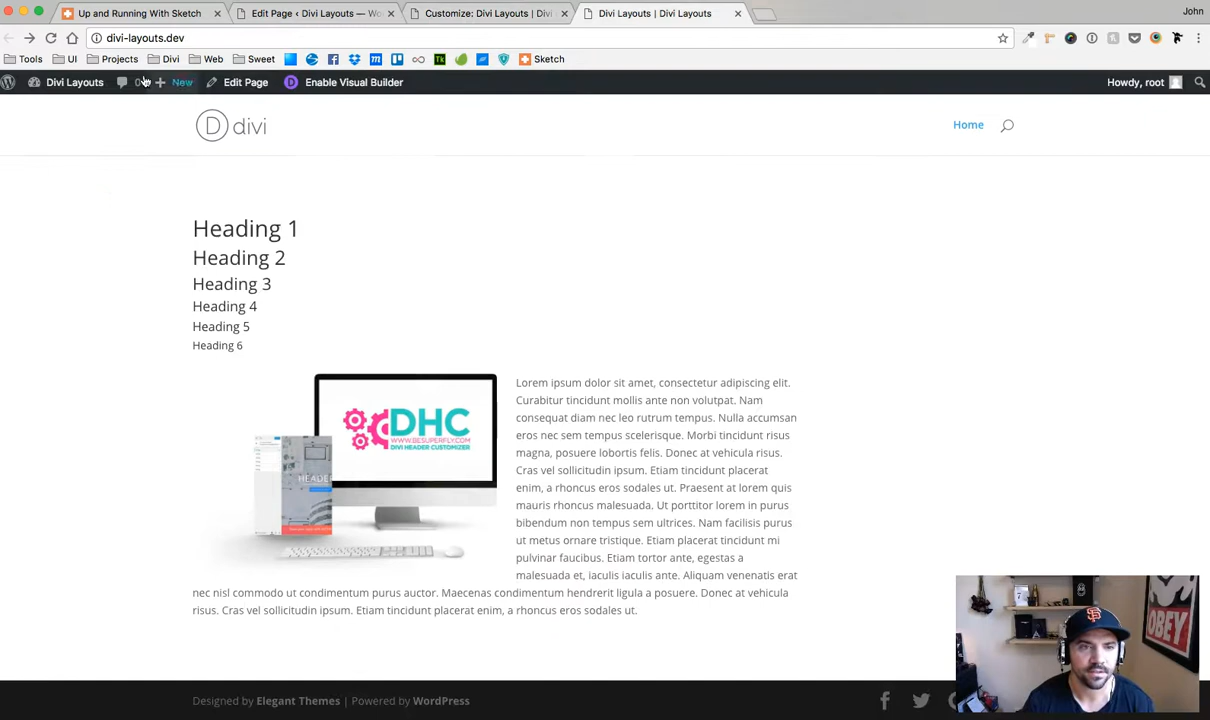 Up and Running With Sketch
Edit Page ‹ Divi Layouts — Wo
Customize: Divi Layouts | Divi
Divi Layouts | Divi Layouts
John
divi-layouts.dev
Tools
UI
Projects
Divi
Web
Sweet
Tk
Sketch
Divi Layouts
New
Edit Page
Enable Visual Builder
Howdy, root
D divi
Home
Heading 1
Heading 2
Heading 3
Heading 4
Heading 5
Heading 6
DHC
WWW.BESUPERFLY.COM
DIVI HEADER CUSTOMIZER
Lorem ipsum dolor sit amet, consectetur adipiscing elit.
Curabitur tincidunt mollis ante non volutpat. Nam
consequat diam nec leo rutrum tempus. Nulla accumsan
eros nec sem tempus scelerisque. Morbi tincidunt risus
magna, posuere lobortis felis. Donec at vehicula risus.
Cras vel sollicitudin ipsum. Etiam tincidunt placerat
enim, a rhoncus eros sodales ut. Praesent at lorem quis
mauris rhoncus malesuada. Ut porttitor lorem in purus
bibendum non tempus sem ultrices. Nam facilisis purus
ut metus ornare tristique. Etiam placerat tincidunt mi
pulvinar faucibus. Etiam tortor ante, egestas a
malesuada et, iaculis iaculis ante. Aliquam venenatis erat
nec nisl commodo ut condimentum purus auctor. Maecenas condimentum hendrerit ligula a posuere. Donec at vehicula
risus. Cras vel sollicitudin ipsum. Etiam tincidunt placerat enim, a rhoncus eros sodales ut.
OBEY
Designed by Elegant Themes | Powered by WordPress